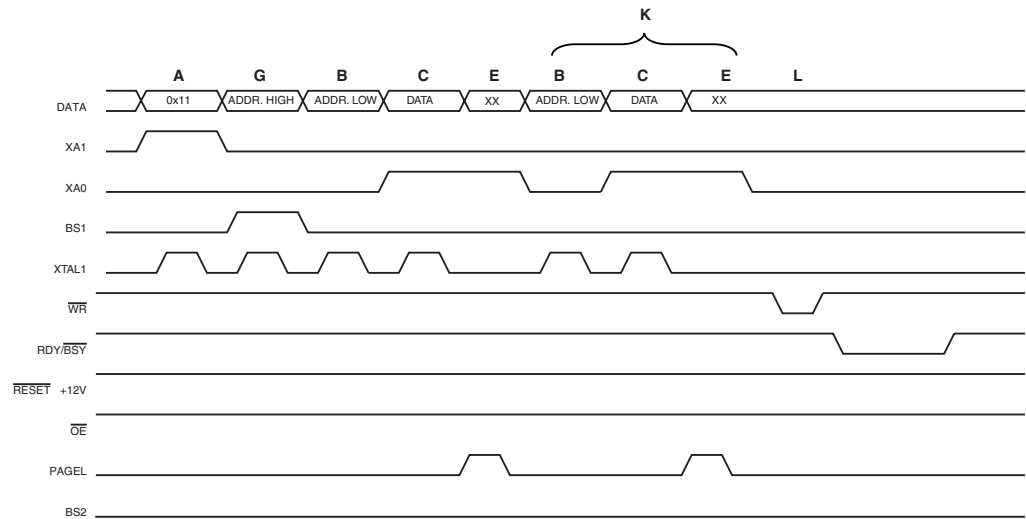 K
A G B C E B C E L
DATA 0x11 ADDR. HIGH ADDR. LOW DATA XX ADDR. LOW DATA XX
XA1
XA0
BS1
XTAL1
WR
RDY/BSY
RESET +12V
OE
PAGEL
BS2